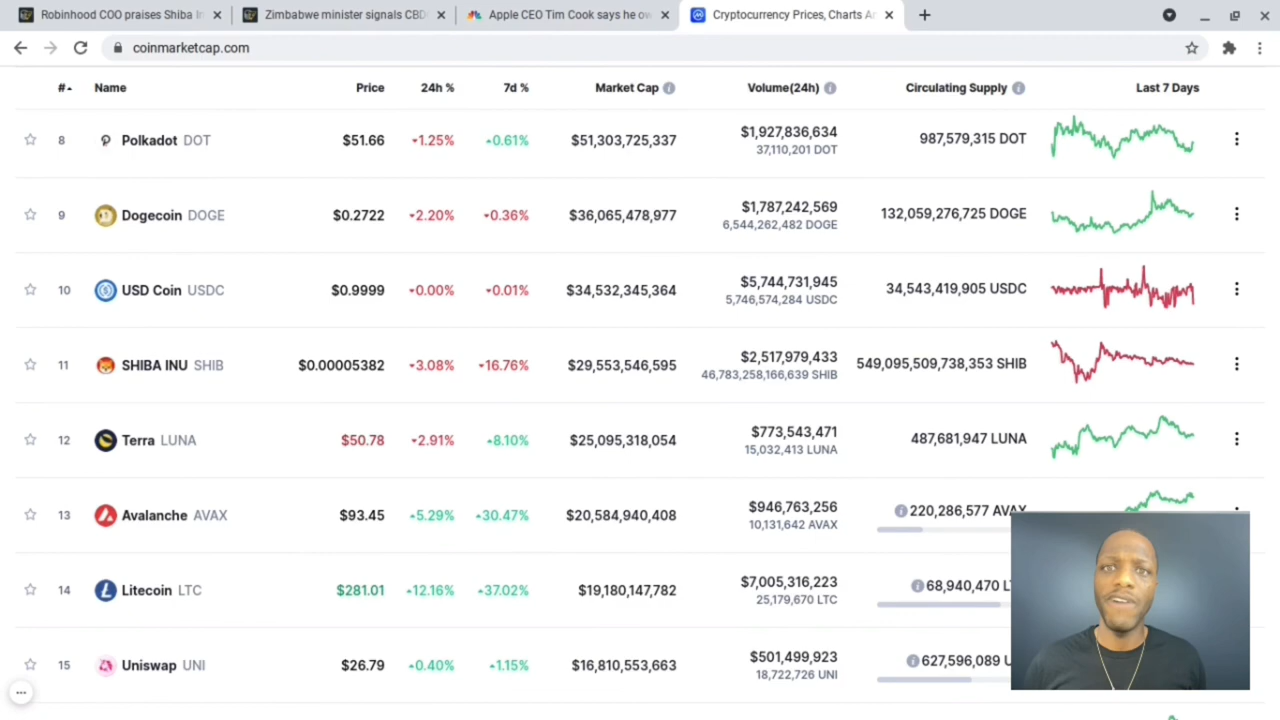 Robinhood COO praises Shiba In
Zimbabwe minister signals CBD
Apple CEO Tim Cook says he ow
Cryptocurrency Prices, Charts A
coinmarketcap.com
# Name Price 24h % 7d % Market Cap Volume(24h) Circulating Supply Last 7 Days
8 Polkadot DOT $51.66 1.25% 0.61% $51,303,725,337 $1,927,836,634 987,579,315 DOT
37,110,201 DOT
9 Dogecoin DOGE $0.2722 2.20% 0.36% $36,065,478,977 $1,787,242,569 132,059,276,725 DOGE
6,544,262,482 DOGE
10 USD Coin USDC $0.9999 0.00% 0.01% $34,532,345,364 $5,744,731,945 34,543,419,905 USDC
5,746,574,284 USDC
11 SHIBA INU SHIB $0.00005382 3.08% 16.76% $29,553,546,595 $2,517,979,433 549,095,509,738,353 SHIB
46,783,258,166,639 SHIB
12 Terra LUNA $50.78 2.91% 8.10% $25,095,318,054 $773,543,471 487,681,947 LUNA
15,032,413 LUNA
13 Avalanche AVAX $93.45 5.29% 30.47% $20,584,940,408 $946,763,256 220,286,577 AVAX
10,131,642 AVAX
14 Litecoin LTC $281.01 12.16% 37.02% $19,180,147,782 $7,005,316,223 68,940,470 L
25,179,670 LTC
15 Uniswap UNI $26.79 0.40% 1.15% $16,810,553,663 $501,499,923 627,596,089 U
18,722,726 UNI